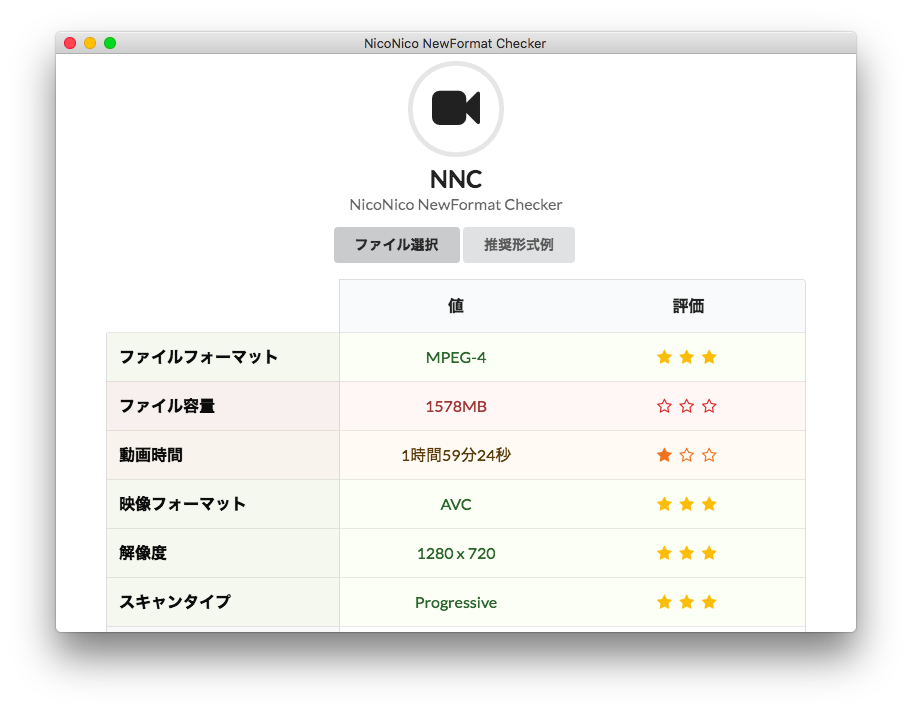 NicoNico NewFormat Checker
NNC
NicoNico NewFormat Checker
ファイル選択 推奨形式例
値 評価
ファイルフォーマット MPEG-4
ファイル容量 1578MB
動画時間 1時間59分24秒
映像フォーマット AVC
解像度 1280 x 720
スキャンタイプ Progressive